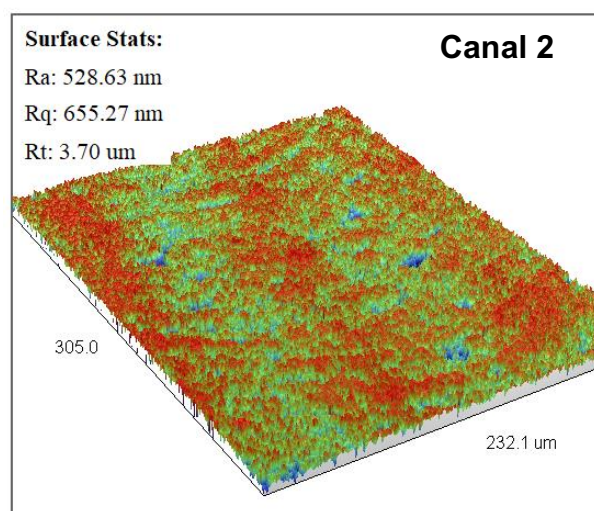 Surface Stats:
Canal 2
Ra: 528.63 nm
Rq: 655.27 nm
Rt: 3.70 um
305.0
232.1 um